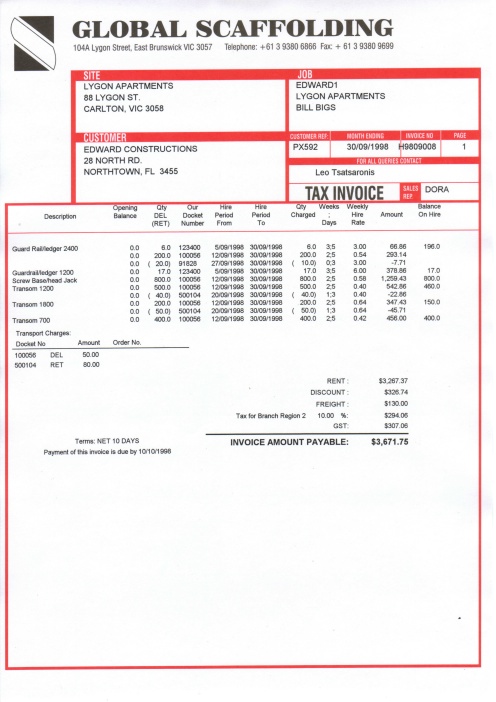 GLOBAL SCAFFOLDING
104A Lygon Street, East Brunswick VIC 3057 Telephone: +61 3 9380 6866 Fax: + 61 3 9380 9699
SITE
LYGON APARTMENTS
88 LYGON ST.
CARLTON, VIC 3058
JOB
EDWARD1
LYGON APARTMENTS
BILL BIGS
CUSTOMER
EDWARD CONSTRUCTIONS
28 NORTH RD.
NORTHTOWN, FL 3455
CUSTOMER REF. MONTH ENDING INVOICE NO PAGE
PX592 30/09/1998 H9809008 1
FOR ALL QUERIES CONTACT
Leo Tsatsaronis
TAX INVOICE SALES REP DORA
Description Opening Balance Qty DEL (RET) Our Docket Number Hire Period From Hire Period To Qty Charged Weeks ; Days Weekly Hire Rate Amount Balance On Hire
Guard Rail/ledger 2400 0.0 6.0 123400 5/09/1998 30/09/1998 6.0 3;5 3.00 66.86 196.0
0.0 200.0 100056 12/09/1998 30/09/1998 200.0 2;5 0.54 293.14
0.0 ( 20.0) 91828 27/09/1998 30/09/1998 ( 10.0) 0;3 3.00 -7.71
Guardrail/ledger 1200 0.0 17.0 123400 5/09/1998 30/09/1998 17.0 3;5 6.00 378.86 17.0
Screw Base/head Jack 0.0 800.0 100056 12/09/1998 30/09/1998 800.0 2;5 0.58 1,259.43 800.0
Transom 1200 0.0 500.0 100056 12/09/1998 30/09/1998 500.0 2;5 0.40 542.86 460.0
0.0 ( 40.0) 500104 20/09/1998 30/09/1998 ( 40.0) 1;3 0.40 -22.86
Transom 1800 0.0 200.0 100056 12/09/1998 30/09/1998 200.0 2;5 0.64 347.43 150.0
0.0 ( 50.0) 500104 20/09/1998 30/09/1998 ( 50.0) 1;3 0.64 -45.71
Transom 700 0.0 400.0 100056 12/09/1998 30/09/1998 400.0 2;5 0.42 456.00 400.0
Transport Charges:
Docket No Amount Order No.
100056 DEL 50.00
500104 RET 80.00
RENT : $3,267.37
DISCOUNT : $326.74
FREIGHT : $130.00
Tax for Branch Region 2 10.00 %: $294.06
GST: $307.06
Terms: NET 10 DAYS
INVOICE AMOUNT PAYABLE: $3,671.75
Payment of this invoice is due by 10/10/1998